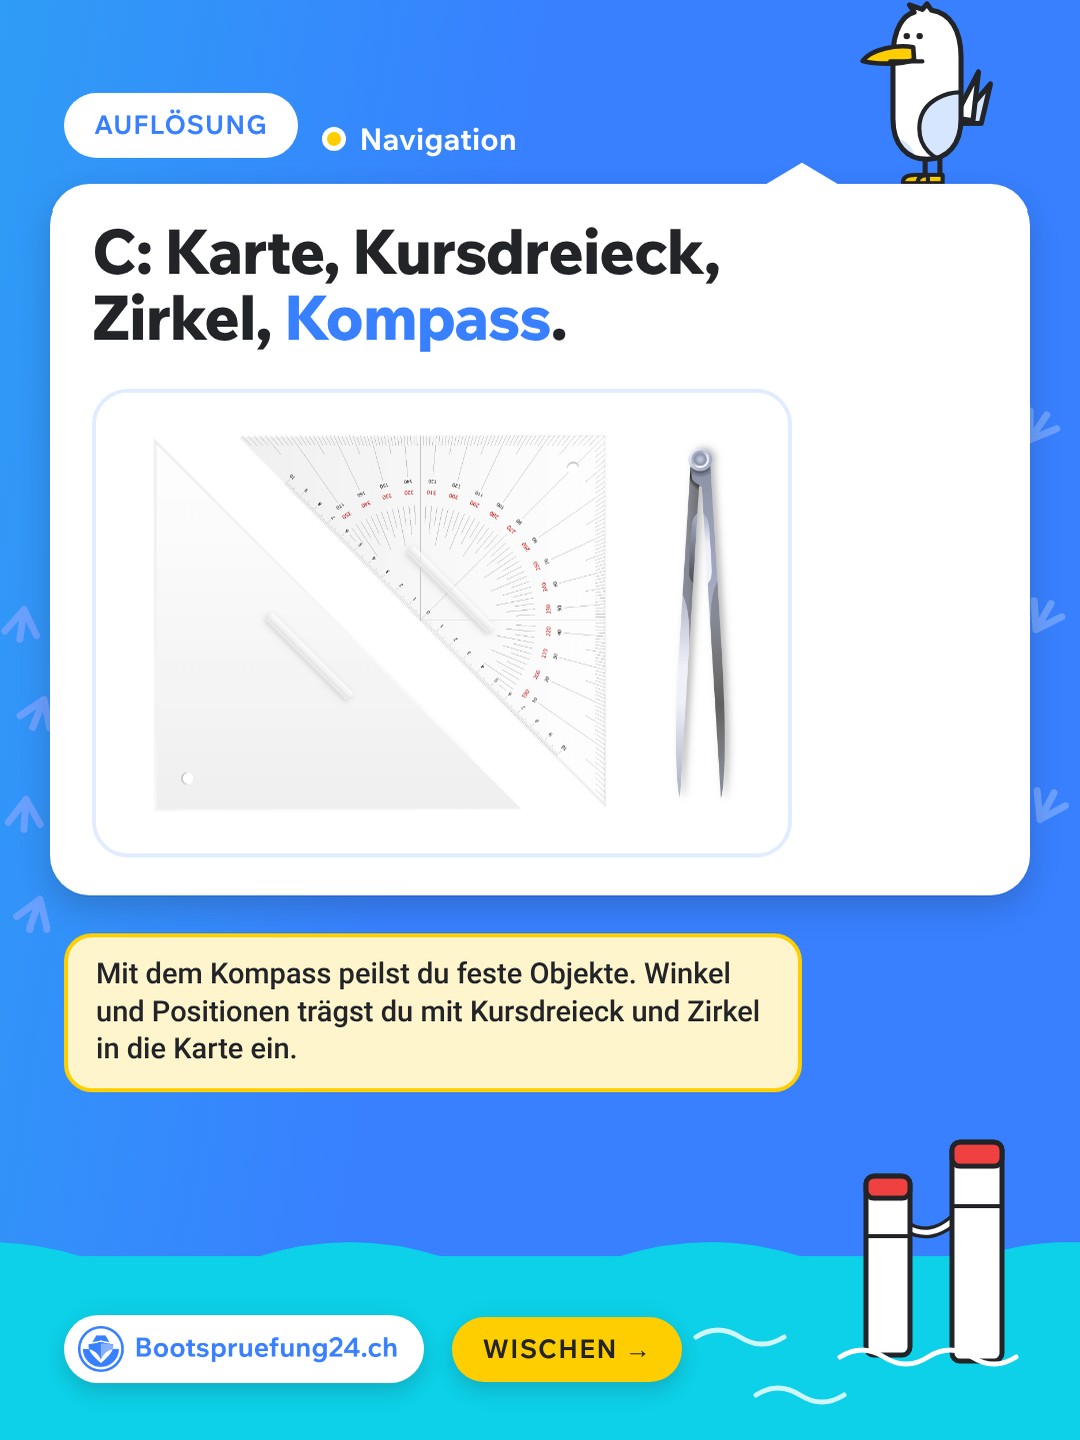 AUFLÖSUNG
Navigation
C: Karte, Kursdreieck,
Zirkel, Kompass.
Mit dem Kompass peilst du feste Objekte. Winkel
und Positionen trägst du mit Kursdreieck und Zirkel
in die Karte ein.
Bootspruefung24.ch
WISCHEN →